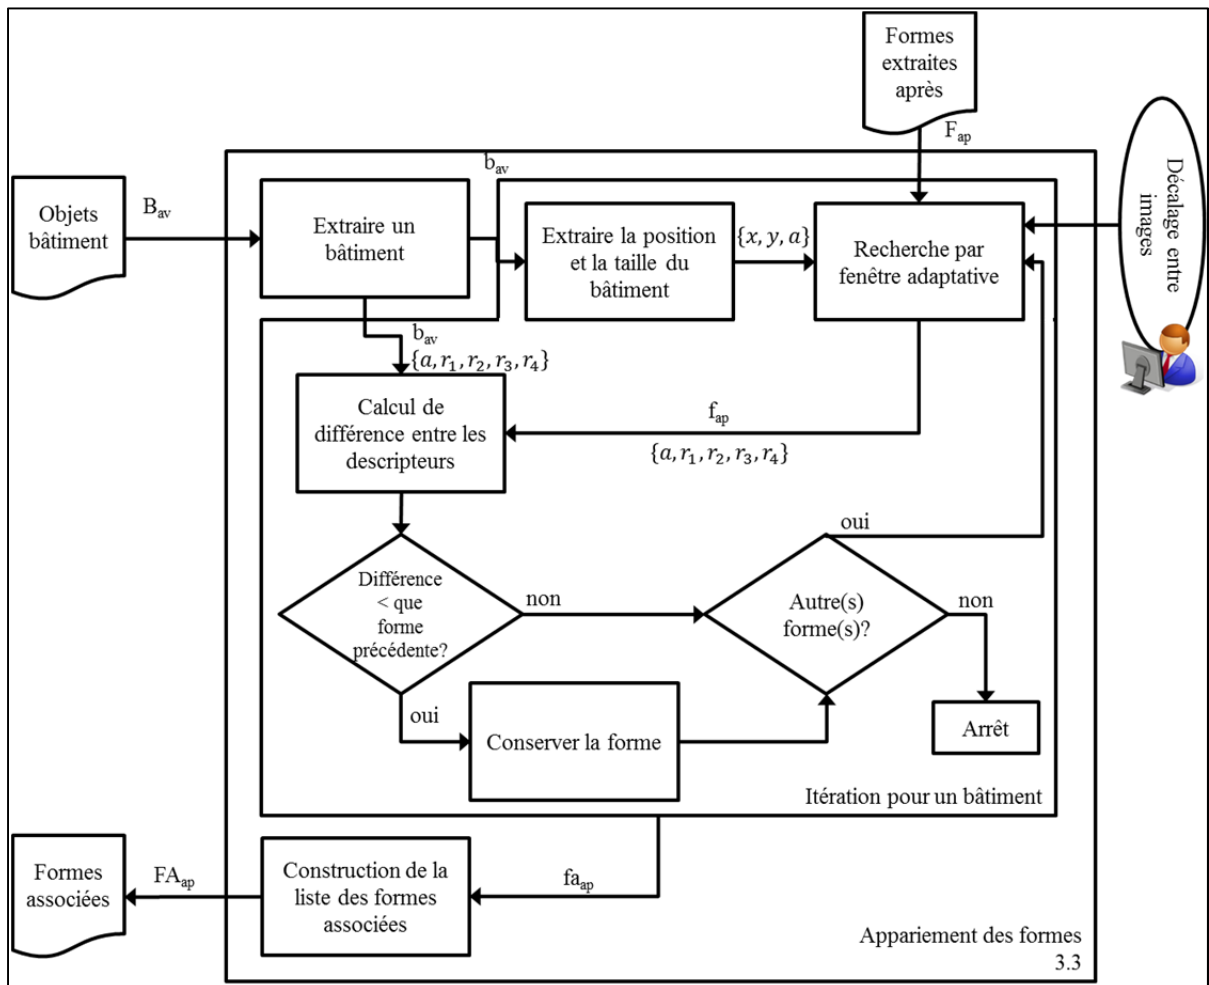 Formes
extraites
après
F_ap
Décalage entre
images
Objets
bâtiment
B_av
Extraire un
bâtiment
b_av
Extraire la position
et la taille du
bâtiment
{x, y, a}
Recherche par
fenêtre adaptative
b_av
{a, r₁, r₂, r₃, r₄}
Calcul de
différence entre les
descripteurs
f_ap
{a, r₁, r₂, r₃, r₄}
Différence
< que
forme
précédente?
non
oui
Autre(s)
forme(s)?
oui
non
Conserver la forme
Arrêt
Itération pour un bâtiment
fa_ap
Construction de la
liste des formes
associées
FA_ap
Formes
associées
Appariement des formes
3.3